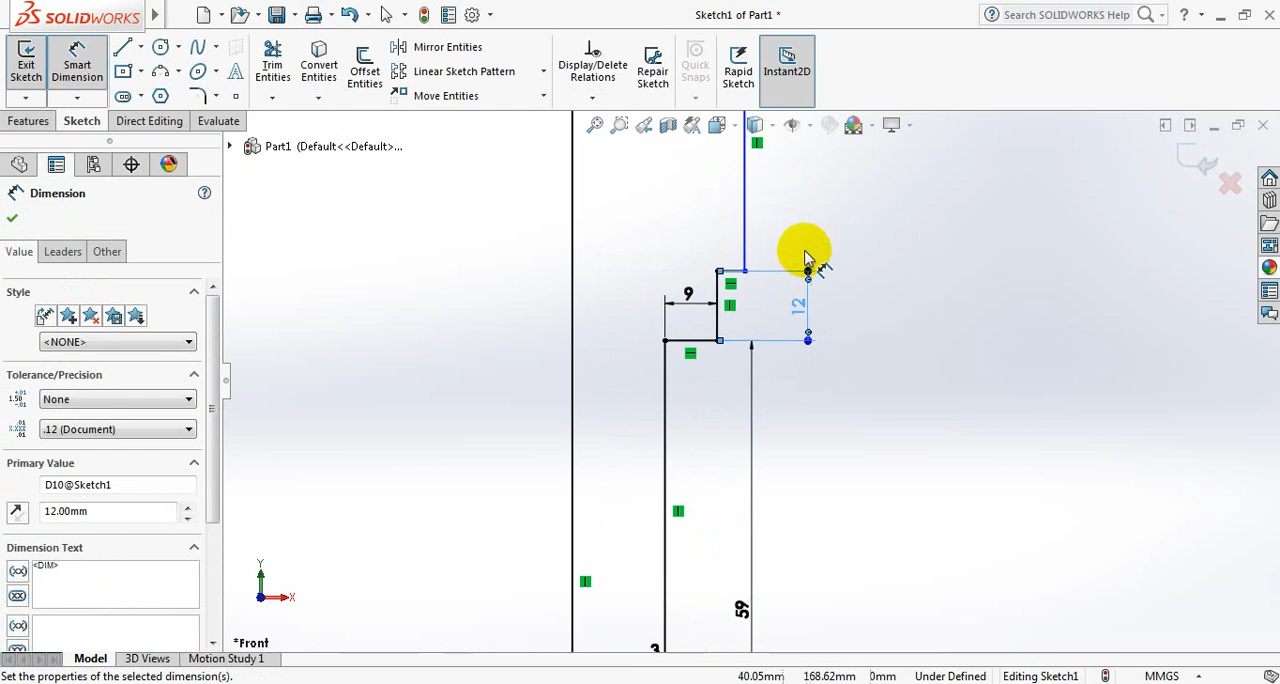 SOLIDWORKS
Sketch1 of Part1 *
Search SOLIDWORKS Help
?
Exit Sketch
Smart Dimension
Trim Entities
Convert Entities
Offset Entities
Mirror Entities
Linear Sketch Pattern
Move Entities
Display/Delete Relations
Repair Sketch
Quick Snaps
Rapid Sketch
Instant2D
Features
Sketch
Direct Editing
Evaluate
Part1 (Default<<Default>...
Dimension
?
Value
Leaders
Other
Style
<NONE>
Tolerance/Precision
None
.12 (Document)
Primary Value
D10@Sketch1
12.00mm
Dimension Text
<DIM>
9
12
59
3
Y
X
*Front
Model
3D Views
Motion Study 1
Set the properties of the selected dimension(s).
40.05mm
168.62mm
0mm
Under Defined
Editing Sketch1
MMGS